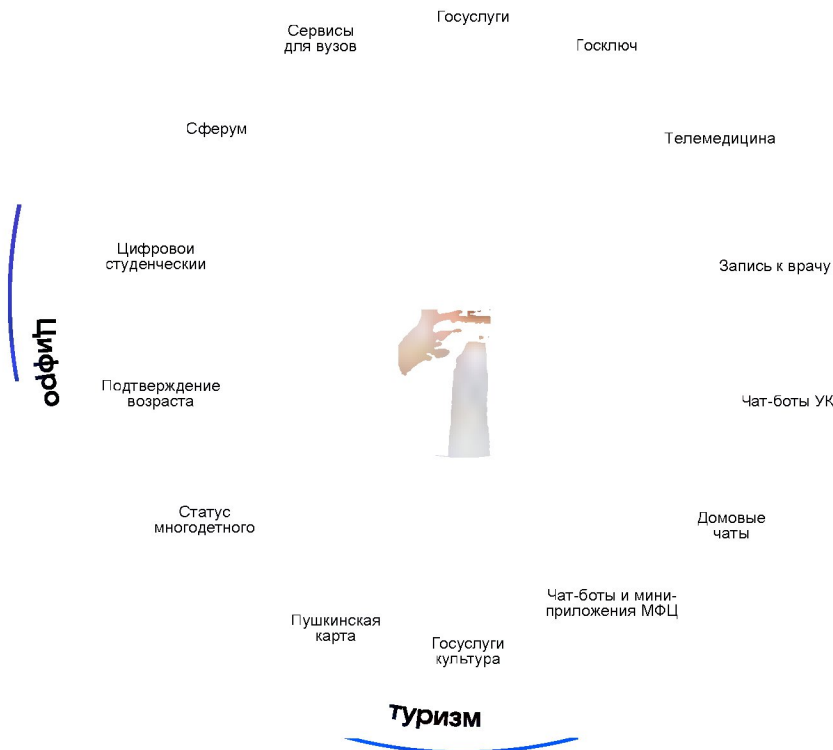 Госуслуги
Сервисы
для вузов
Госключ
Сферум
Телемедицина
Цифровои
студенческии
Запись к врачу
Цифро
Подтверждение
возраста
Чат-боты УК
Статус
многодетного
Домовые
чаты
Чат-боты и мини-
приложения МФЦ
Пушкинская
карта
Госуслуги
культура
туризм